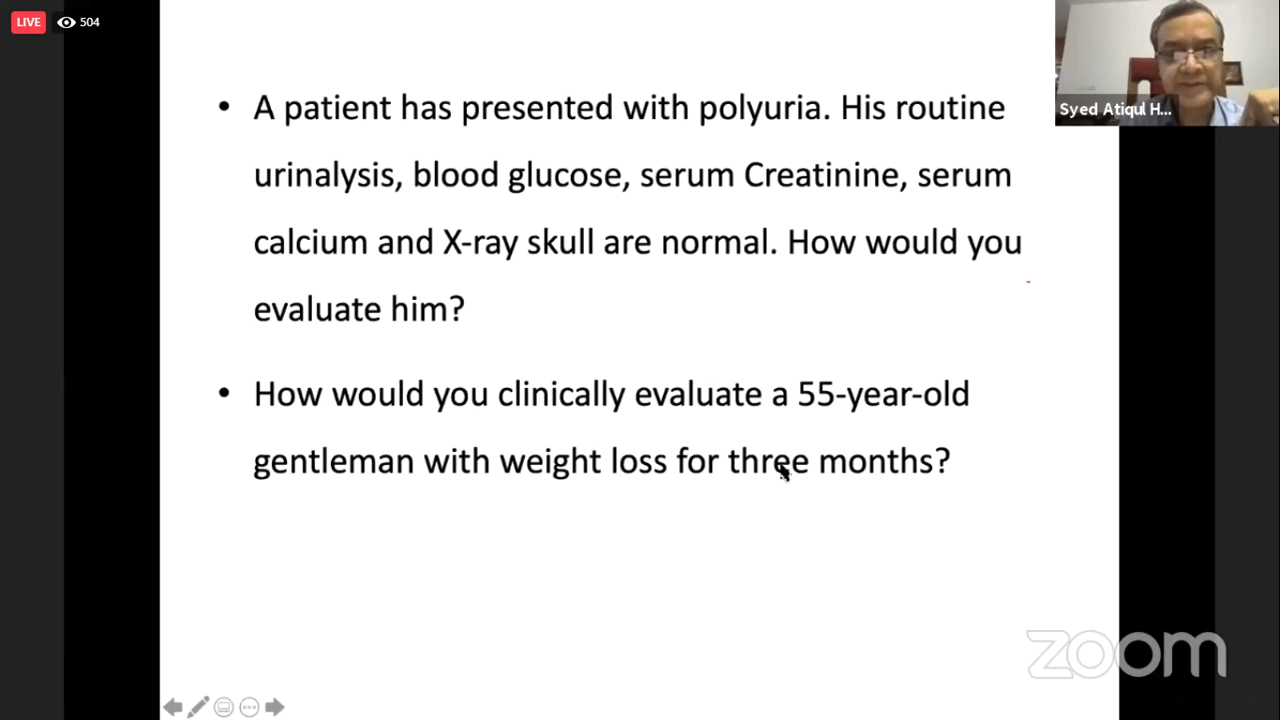 LIVE 504
• A patient has presented with polyuria. His routine
urinalysis, blood glucose, serum Creatinine, serum
calcium and X-ray skull are normal. How would you
evaluate him?
• How would you clinically evaluate a 55-year-old
gentleman with weight loss for three months?
Syed Atiqul H...
zoom